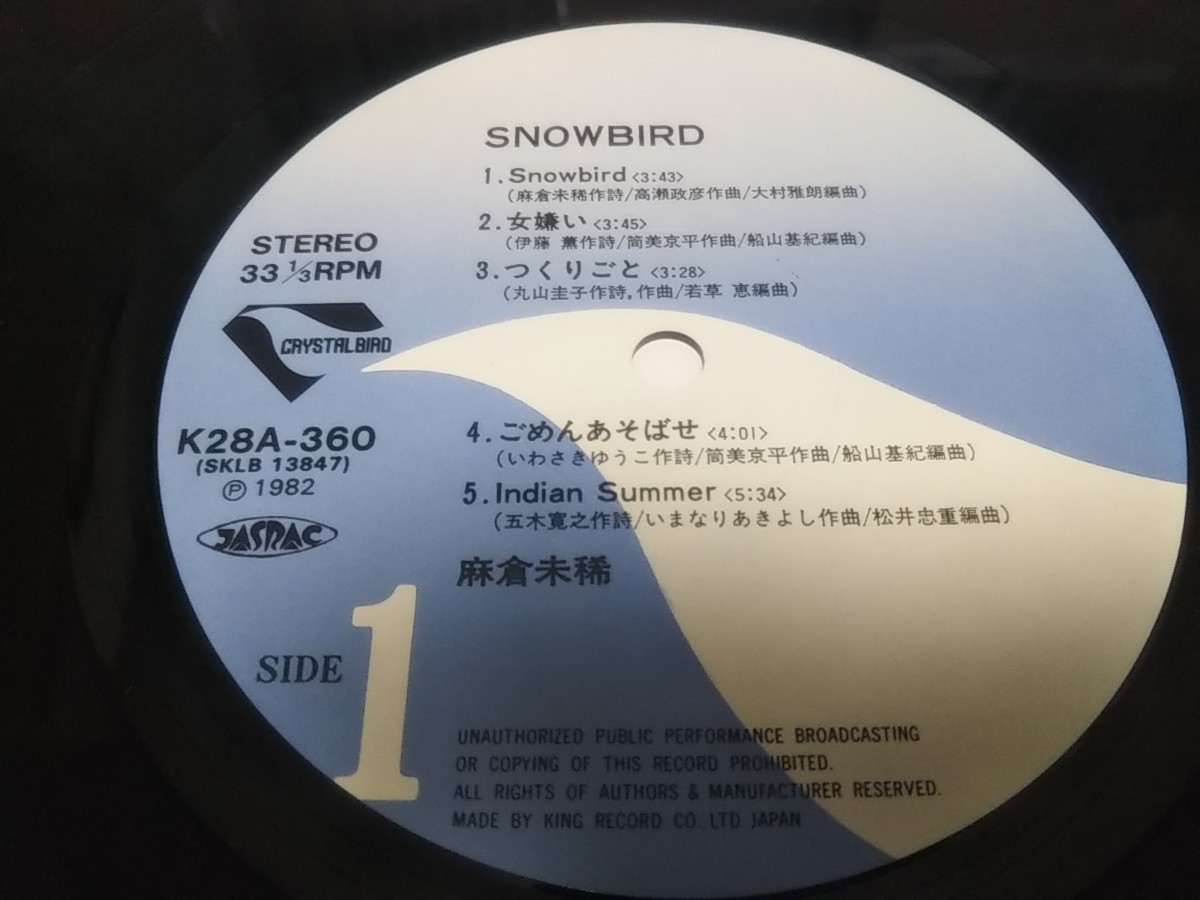 SNOWBIRD
1. Snowbird <3:43>
(麻倉未稀作詩/高瀬政彦作曲/大村雅朗編曲)
2. 女嫌い <3:45>
(伊藤 薫作詩/筒美京平作曲/船山基紀編曲)
3. つくりごと <3:28>
(丸山圭子作詩,作曲/若草 恵編曲)
STEREO
33 1/3 RPM
CRYSTALBIRD
K28A-360
(SKLB 13847)
Ⓟ 1982
JASRAC
4. ごめんあそばせ <4:01>
(いわさきゆうこ作詩/筒美京平作曲/船山基紀編曲)
5. Indian Summer <5:34>
(五木寛之作詩/いまなりあきよし作曲/松井忠重編曲)
麻倉未稀
SIDE 1
UNAUTHORIZED PUBLIC PERFORMANCE BROADCASTING
OR COPYING OF THIS RECORD PROHIBITED.
ALL RIGHTS OF AUTHORS & MANUFACTURER RESERVED.
MADE BY KING RECORD CO., LTD. JAPAN